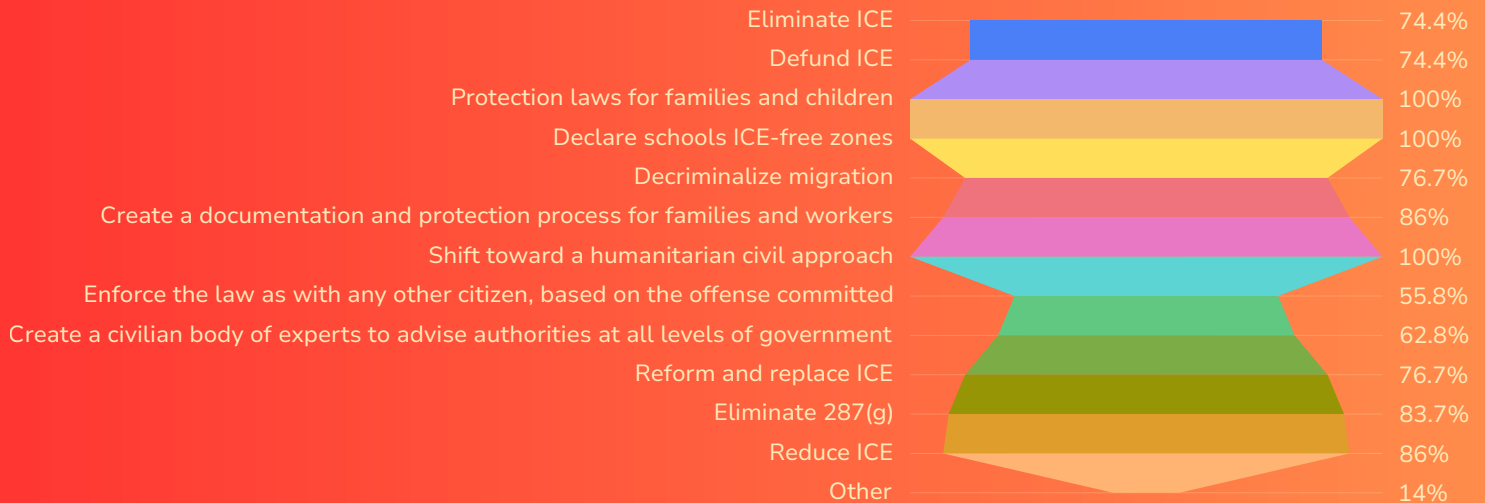 Eliminate ICE 74.4%
Defund ICE 74.4%
Protection laws for families and children 100%
Declare schools ICE-free zones 100%
Decriminalize migration 76.7%
Create a documentation and protection process for families and workers 86%
Shift toward a humanitarian civil approach 100%
Enforce the law as with any other citizen, based on the offense committed 55.8%
Create a civilian body of experts to advise authorities at all levels of government 62.8%
Reform and replace ICE 76.7%
Eliminate 287(g) 83.7%
Reduce ICE 86%
Other 14%